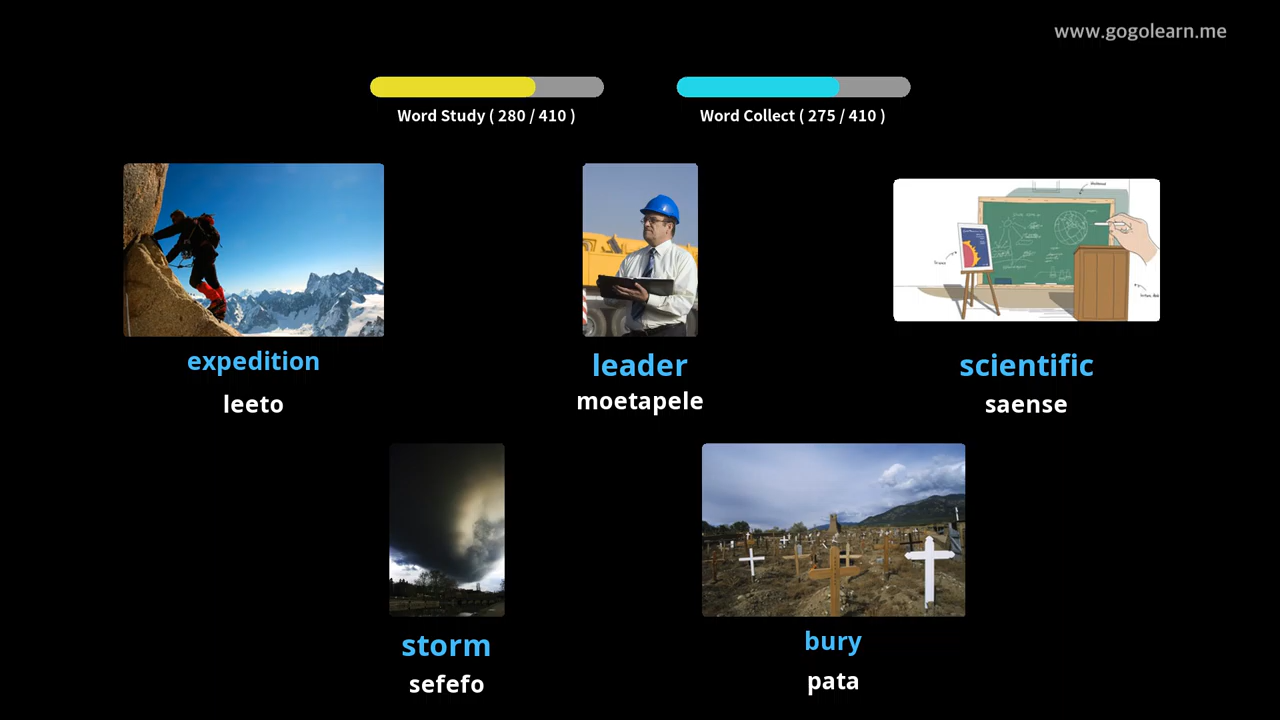 www.gogolearn.me
Word Study ( 280 / 410 )
Word Collect ( 275 / 410 )
expedition
leeto
leader
moetapele
scientific
saense
storm
sefefo
bury
pata